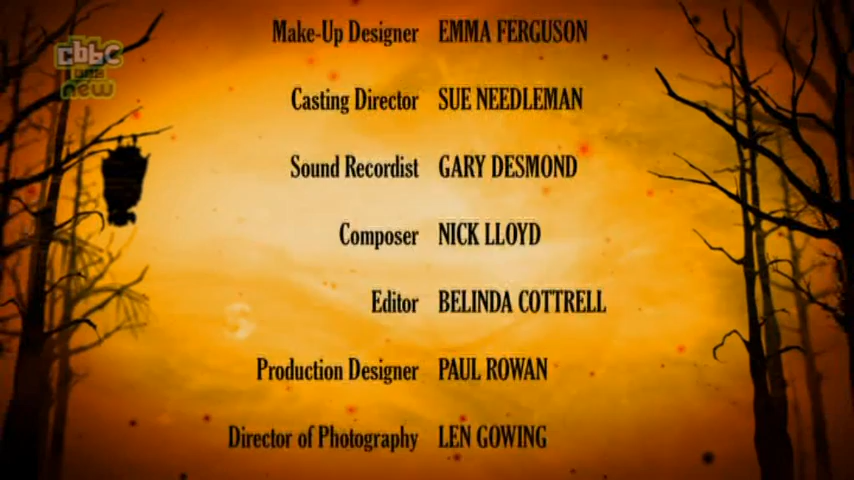 cbbc
new
Make-Up Designer EMMA FERGUSON
Casting Director SUE NEEDLEMAN
Sound Recordist GARY DESMOND
Composer NICK LLOYD
Editor BELINDA COTTRELL
Production Designer PAUL ROWAN
Director of Photography LEN GOWING